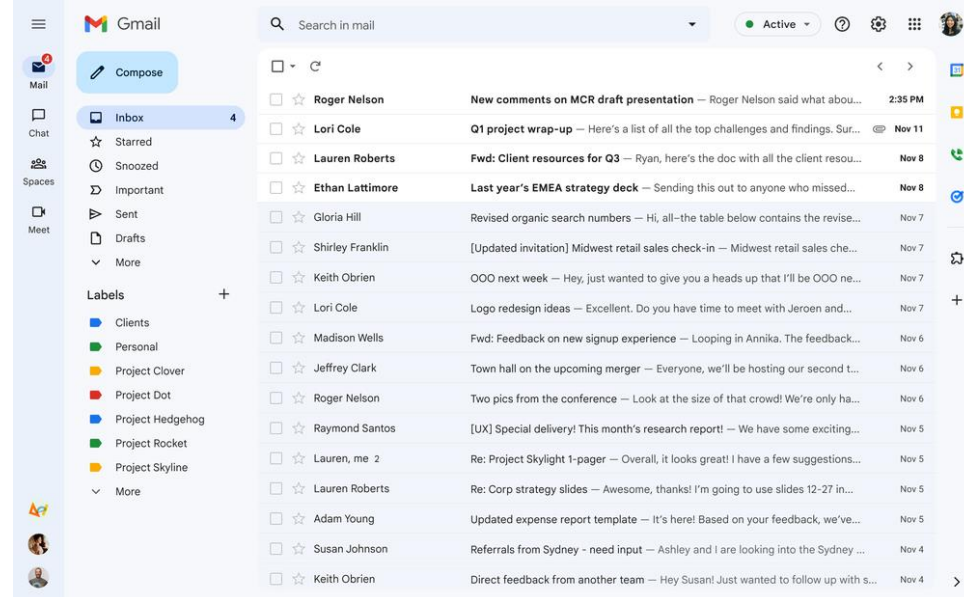 Gmail
Search in mail
Active
4
Mail
Chat
Spaces
Meet
Compose
Inbox 4
Starred
Snoozed
Important
Sent
Drafts
More
Labels
Clients
Personal
Project Clover
Project Dot
Project Hedgehog
Project Rocket
Project Skyline
More
Roger Nelson New comments on MCR draft presentation — Roger Nelson said what abou... 2:35 PM
Lori Cole Q1 project wrap-up — Here's a list of all the top challenges and findings. Sur... Nov 11
Lauren Roberts Fwd: Client resources for Q3 — Ryan, here's the doc with all the client resou... Nov 8
Ethan Lattimore Last year's EMEA strategy deck — Sending this out to anyone who missed... Nov 8
Gloria Hill Revised organic search numbers — Hi, all–the table below contains the revise... Nov 7
Shirley Franklin [Updated invitation] Midwest retail sales check-in — Midwest retail sales che... Nov 7
Keith Obrien OOO next week — Hey, just wanted to give you a heads up that I'll be OOO ne... Nov 7
Lori Cole Logo redesign ideas — Excellent. Do you have time to meet with Jeroen and... Nov 7
Madison Wells Fwd: Feedback on new signup experience — Looping in Annika. The feedback... Nov 6
Jeffrey Clark Town hall on the upcoming merger — Everyone, we'll be hosting our second t... Nov 6
Roger Nelson Two pics from the conference — Look at the size of that crowd! We're only ha... Nov 6
Raymond Santos [UX] Special delivery! This month's research report! — We have some exciting... Nov 5
Lauren, me 2 Re: Project Skylight 1-pager — Overall, it looks great! I have a few suggestions... Nov 5
Lauren Roberts Re: Corp strategy slides — Awesome, thanks! I'm going to use slides 12-27 in... Nov 5
Adam Young Updated expense report template — It's here! Based on your feedback, we've... Nov 5
Susan Johnson Referrals from Sydney - need input — Ashley and I are looking into the Sydney ... Nov 4
Keith Obrien Direct feedback from another team — Hey Susan! Just wanted to follow up with s... Nov 4